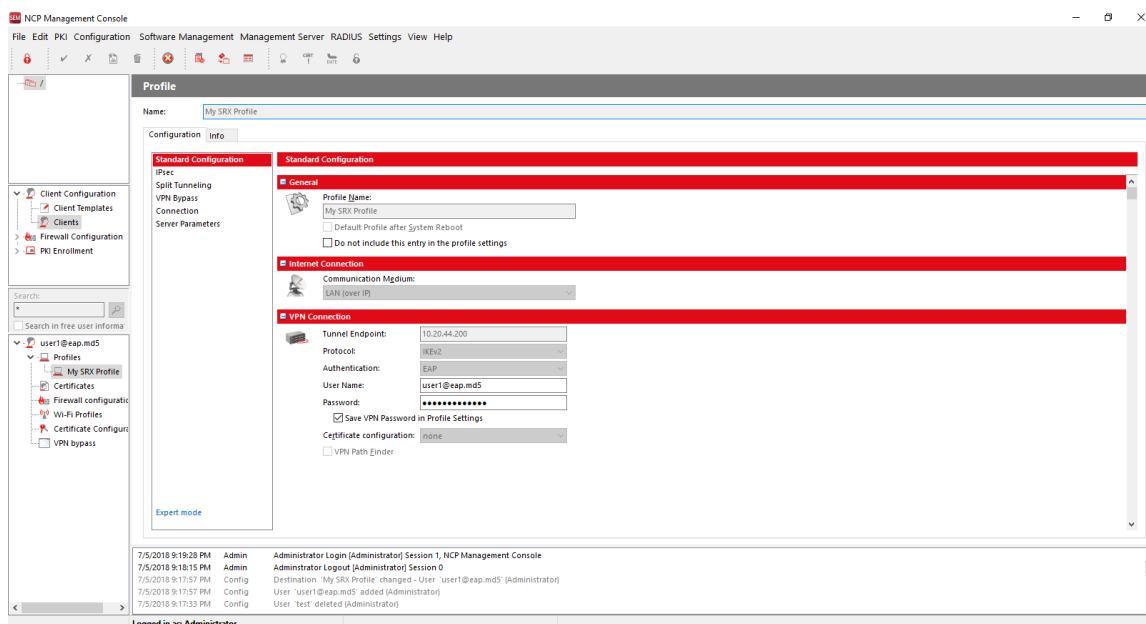 SEM NCP Management Console
File Edit PKI Configuration Software Management Management Server RADIUS Settings View Help
CERT
DATE
/
Profile
Name: My SRX Profile
Configuration Info
Standard Configuration
IPsec
Split Tunneling
VPN Bypass
Connection
Server Parameters
Expert mode
Standard Configuration
General
Profile Name:
My SRX Profile
Default Profile after System Reboot
Do not include this entry in the profile settings
Internet Connection
Communication Medium:
LAN (over IP)
VPN Connection
Tunnel Endpoint: 10.20.44.200
Protocol: IKEv2
Authentication: EAP
User Name: user1@eap.md5
Password: •••••••••••••
Save VPN Password in Profile Settings
Certificate configuration: none
VPN Path Finder
Client Configuration
Client Templates
Clients
Firewall Configuration
PKI Enrollment
Search:
*
Search in free user informa
user1@eap.md5
Profiles
My SRX Profile
Certificates
Firewall configuratic
Wi-Fi Profiles
Certificate Configura
VPN bypass
7/5/2018 9:19:28 PM Admin Administrator Login [Administrator] Session 1, NCP Management Console
7/5/2018 9:18:15 PM Admin Adminstrator Logout [Administrator] Session 0
7/5/2018 9:17:57 PM Config Destination 'My SRX Profile' changed - User 'user1@eap.md5' (Administrator)
7/5/2018 9:17:57 PM Config User 'user1@eap.md5' added (Administrator)
7/5/2018 9:17:33 PM Config User 'test' deleted (Administrator)
Logged in as: Administrator